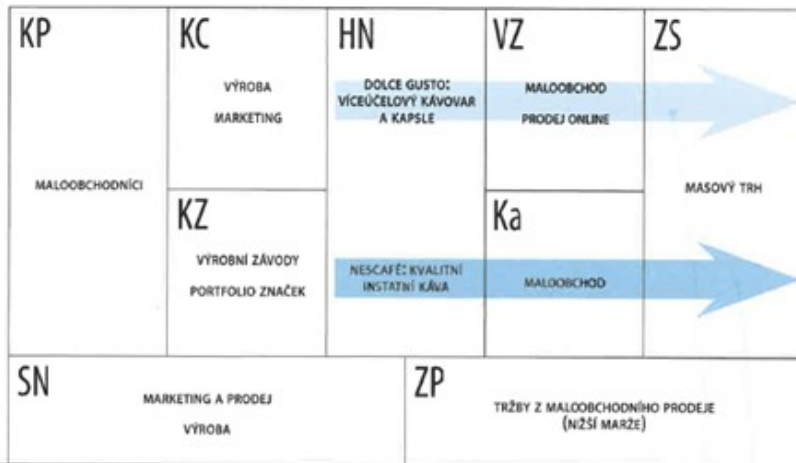 KP
MALOOBCHODNÍCI
KC
VÝROBA
MARKETING
KZ
VÝROBNÍ ZÁVODY
PORTFOLIO ZNAČEK
HN
DOLCE GUSTO:
VÍCEÚČELOVÝ KÁVOVAR
A KAPSLE
NESCAFÉ: KVALITNÍ
INSTATNÍ KÁVA
VZ
MALOOBCHOD
PRODEJ ONLINE
Ka
MALOOBCHOD
ZS
MASOVÝ TRH
SN
MARKETING A PRODEJ
VÝROBA
ZP
TRŽBY Z MALOOBCHODNÍHO PRODEJE
(NIŽŠÍ MARŽE)